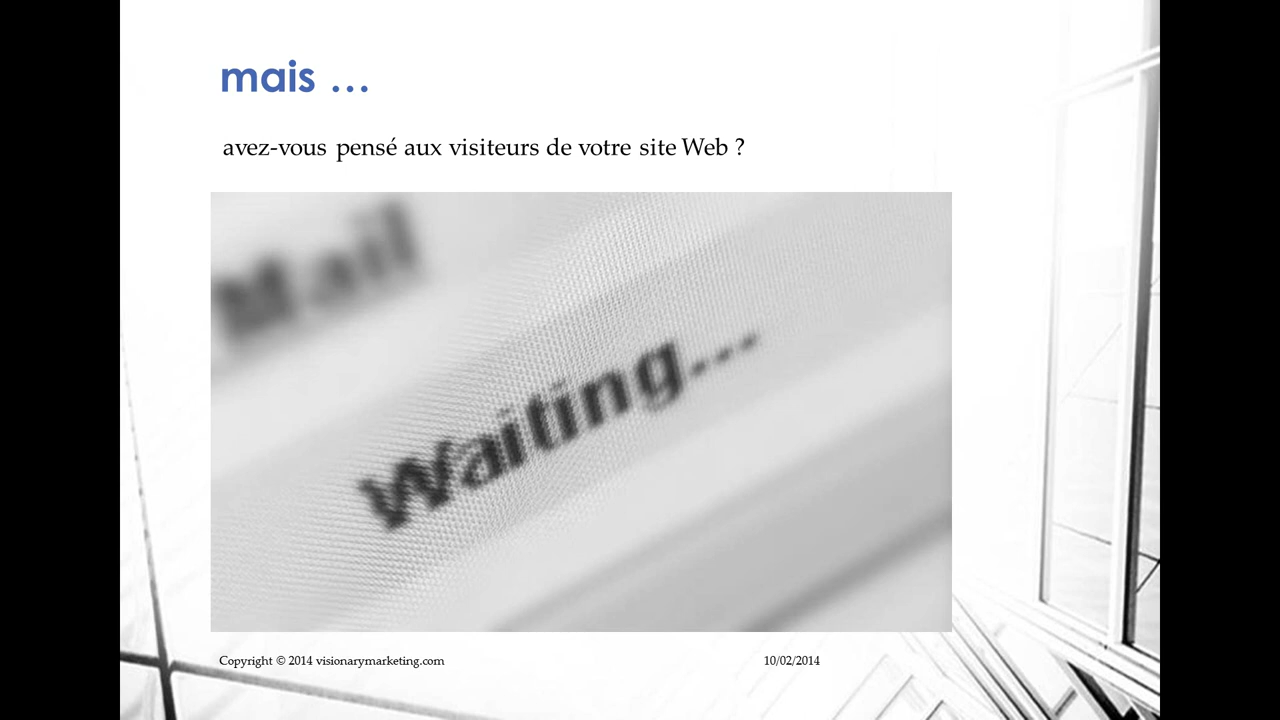 mais …
avez-vous pensé aux visiteurs de votre site Web ?
Mail
Waiting...
Copyright © 2014 visionarymarketing.com
10/02/2014